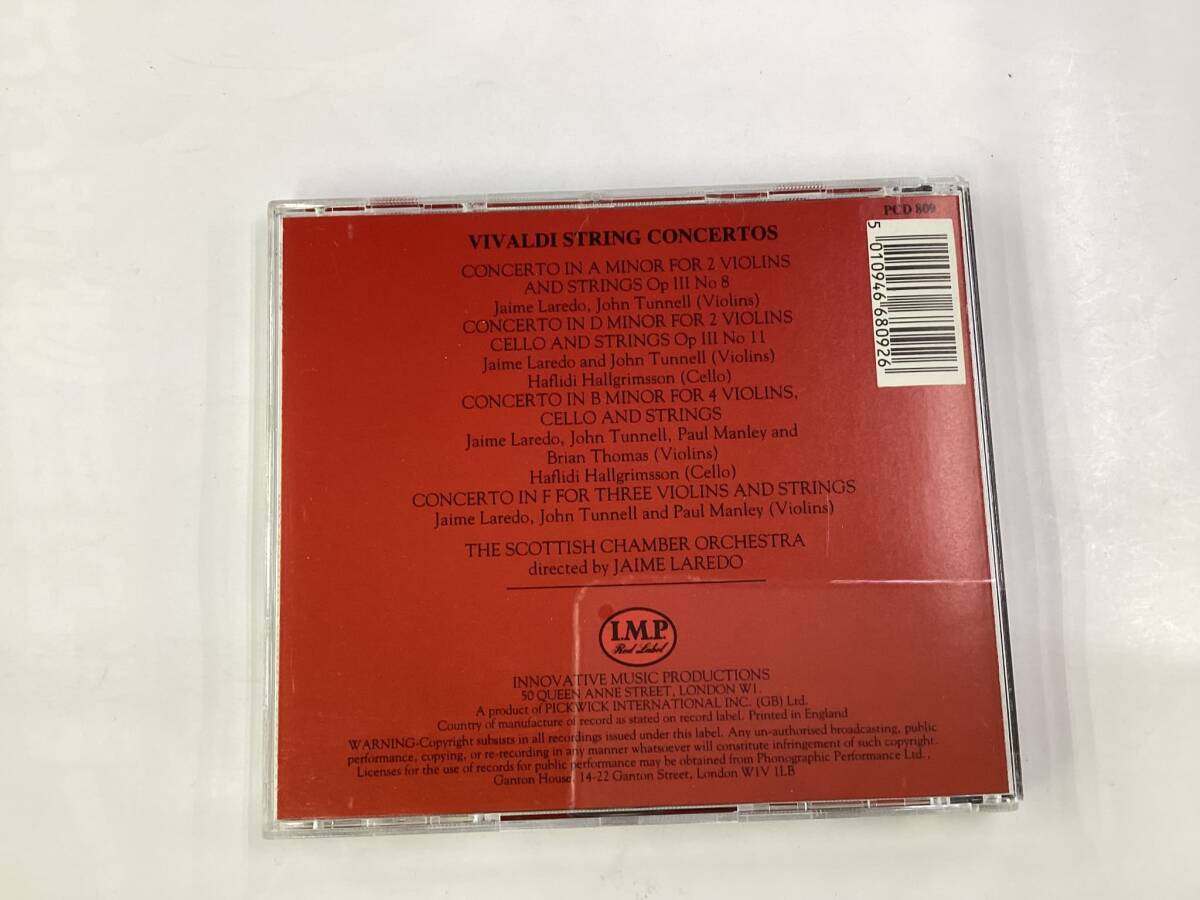 PCD 809
VIVALDI STRING CONCERTOS
CONCERTO IN A MINOR FOR 2 VIOLINS
AND STRINGS Op III No 8
Jaime Laredo, John Tunnell (Violins)
CONCERTO IN D MINOR FOR 2 VIOLINS
CELLO AND STRINGS Op III No 11
Jaime Laredo and John Tunnell (Violins)
Haflidi Hallgrimsson (Cello)
CONCERTO IN B MINOR FOR 4 VIOLINS,
CELLO AND STRINGS
Jaime Laredo, John Tunnell, Paul Manley and
Brian Thomas (Violins)
Haflidi Hallgrimsson (Cello)
CONCERTO IN F FOR THREE VIOLINS AND STRINGS
Jaime Laredo, John Tunnell and Paul Manley (Violins)
THE SCOTTISH CHAMBER ORCHESTRA
directed by JAIME LAREDO
5 010946 680926
I.M.P.
Red Label
INNOVATIVE MUSIC PRODUCTIONS
50 QUEEN ANNE STREET, LONDON W1.
A product of PICKWICK INTERNATIONAL INC. (GB) Ltd.
Country of manufacture of record as stated on record label. Printed in England
WARNING-Copyright subsists in all recordings issued under this label. Any un-authorised broadcasting, public
performance, copying, or re-recording in any manner whatsoever will constitute infringement of such copyright.
Licenses for the use of records for public performance may be obtained from Phonographic Performance Ltd.,
Ganton House, 14-22 Ganton Street, London W1V 1LB